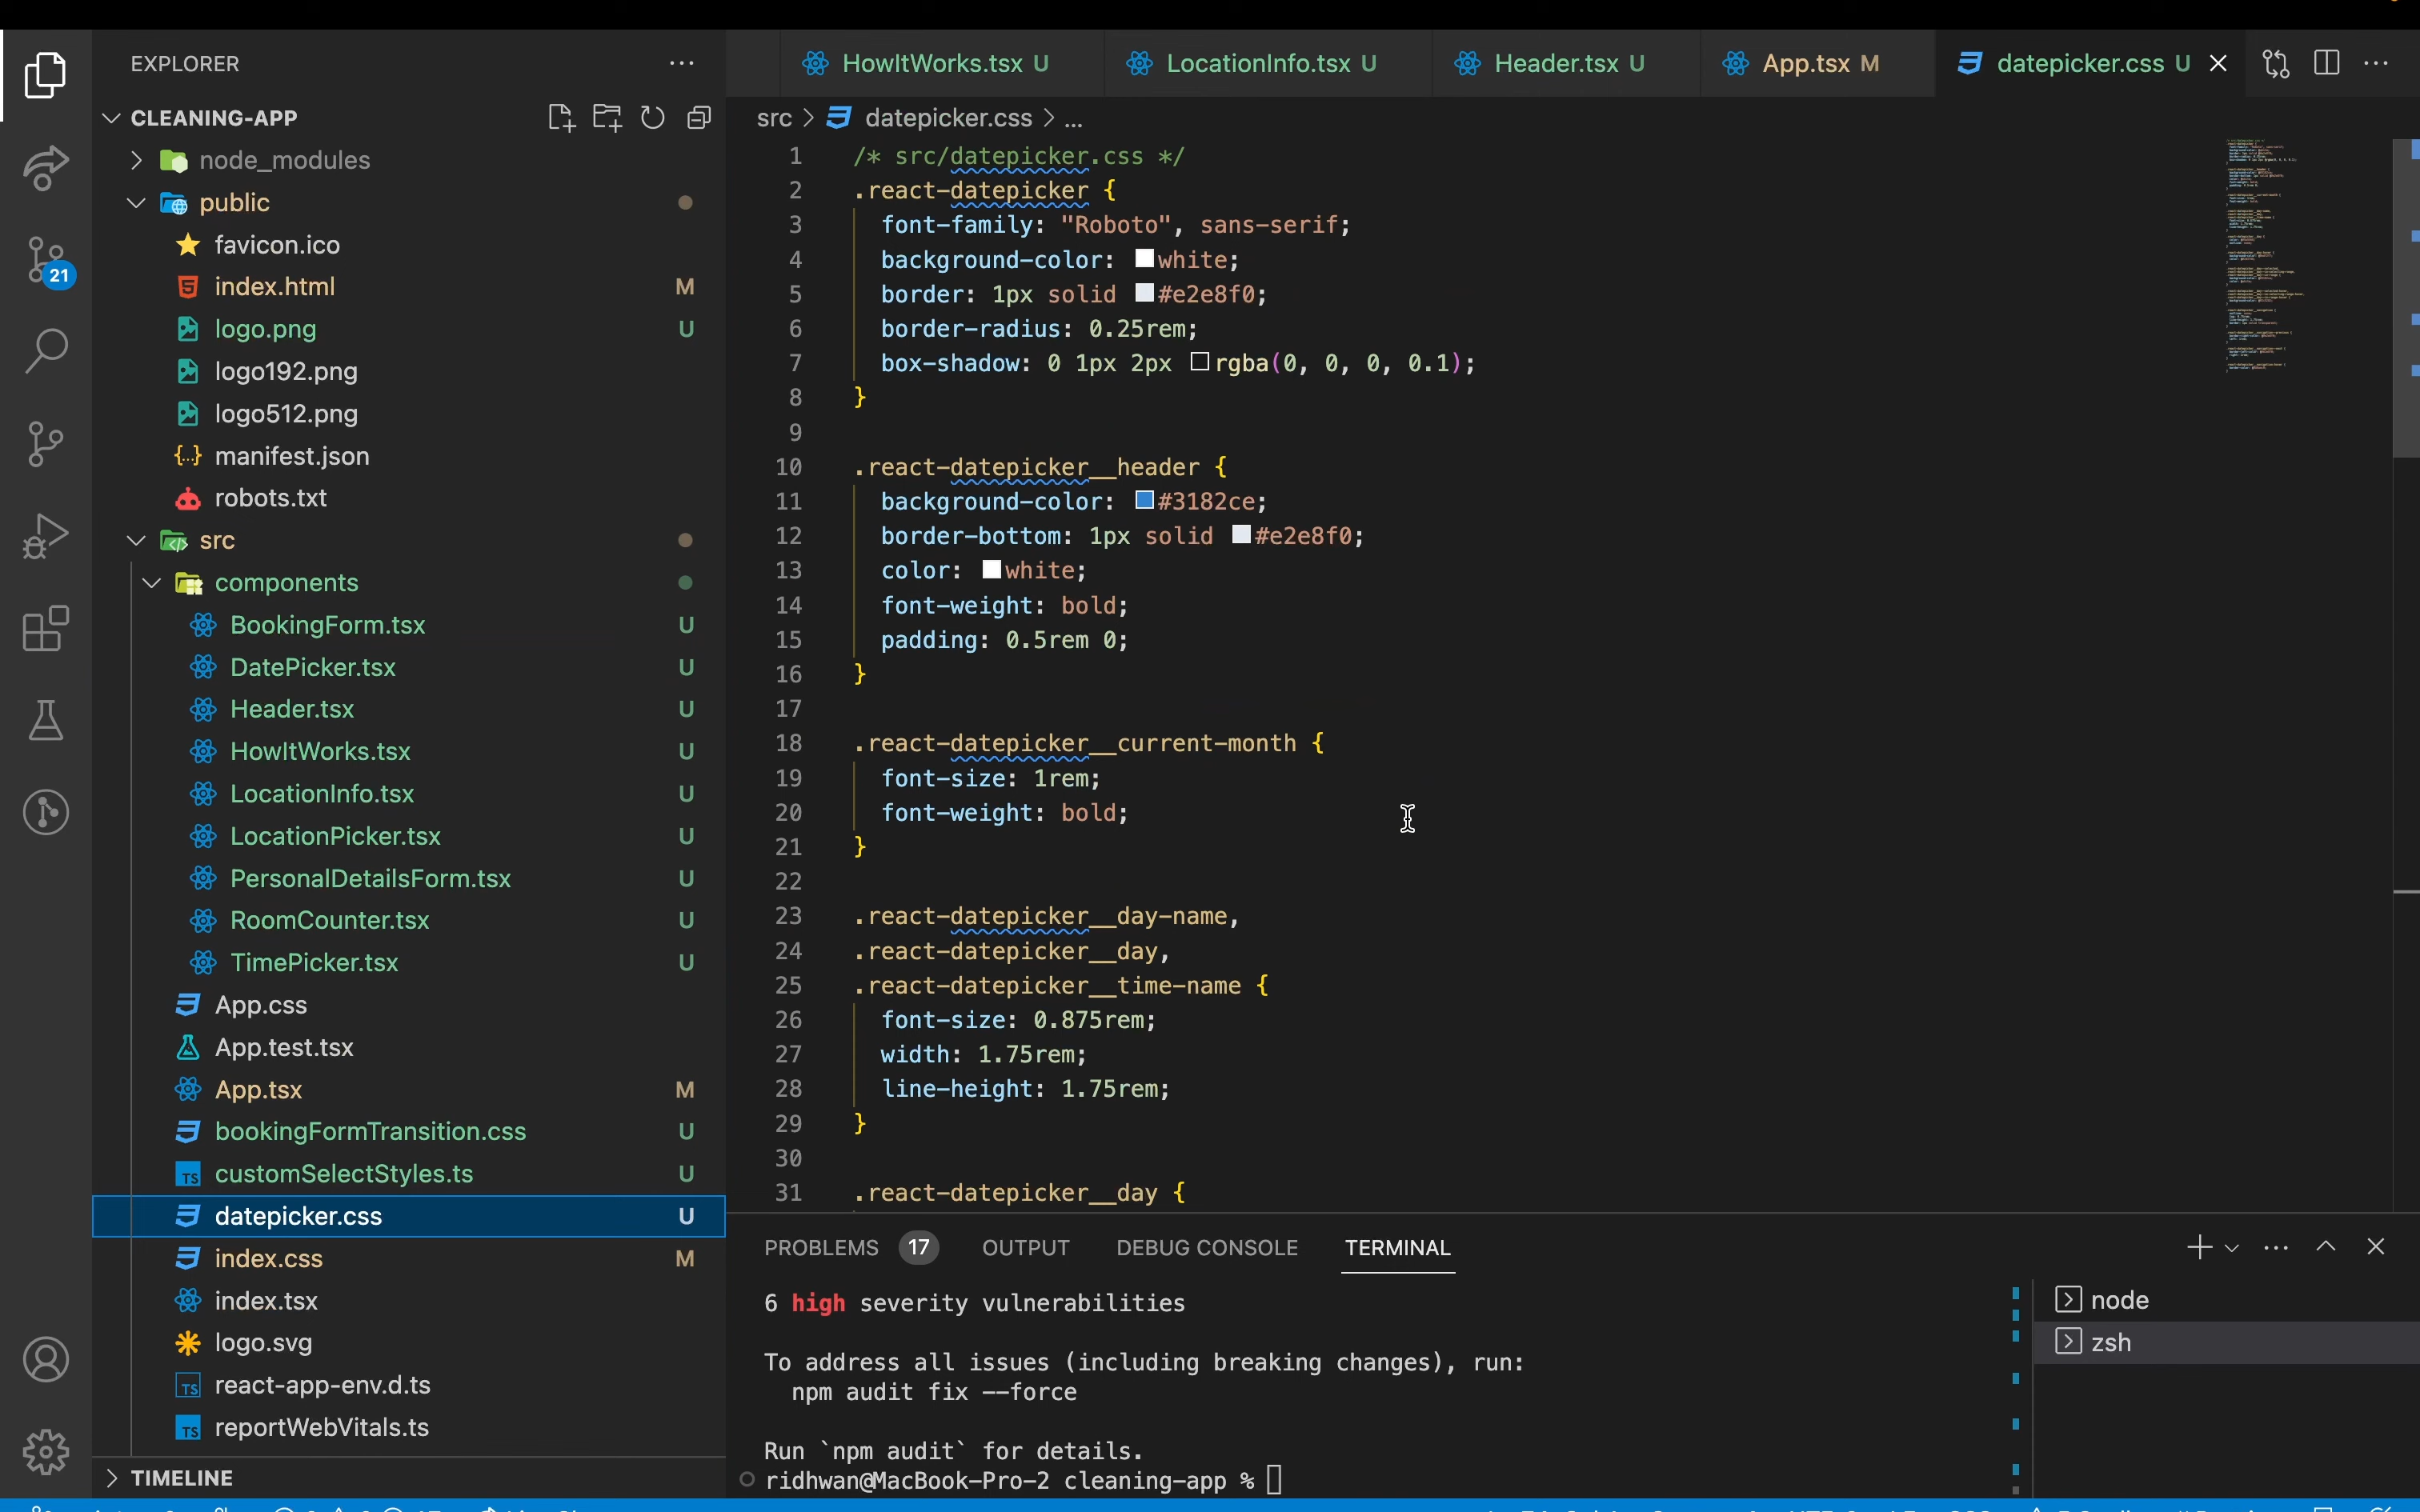 EXPLORER
CLEANING-APP
node_modules
public
favicon.ico
index.html M
logo.png U
logo192.png
logo512.png
manifest.json
robots.txt
src
components
BookingForm.tsx U
DatePicker.tsx U
Header.tsx U
HowItWorks.tsx U
LocationInfo.tsx U
LocationPicker.tsx U
PersonalDetailsForm.tsx U
RoomCounter.tsx U
TimePicker.tsx U
App.css
App.test.tsx
App.tsx M
bookingFormTransition.css U
customSelectStyles.ts U
datepicker.css U
index.css M
index.tsx
logo.svg
react-app-env.d.ts
reportWebVitals.ts
TIMELINE
21
HowItWorks.tsx U LocationInfo.tsx U Header.tsx U App.tsx M datepicker.css U
src > datepicker.css > ...
1 /* src/datepicker.css */
2 .react-datepicker {
3 font-family: "Roboto", sans-serif;
4 background-color: white;
5 border: 1px solid #e2e8f0;
6 border-radius: 0.25rem;
7 box-shadow: 0 1px 2px rgba(0, 0, 0, 0.1);
8 }
9
10 .react-datepicker__header {
11 background-color: #3182ce;
12 border-bottom: 1px solid #e2e8f0;
13 color: white;
14 font-weight: bold;
15 padding: 0.5rem 0;
16 }
17
18 .react-datepicker__current-month {
19 font-size: 1rem;
20 font-weight: bold;
21 }
22
23 .react-datepicker__day-name,
24 .react-datepicker__day,
25 .react-datepicker__time-name {
26 font-size: 0.875rem;
27 width: 1.75rem;
28 line-height: 1.75rem;
29 }
30
31 .react-datepicker__day {
PROBLEMS 17 OUTPUT DEBUG CONSOLE TERMINAL
6 high severity vulnerabilities
To address all issues (including breaking changes), run:
npm audit fix --force
Run `npm audit` for details.
ridhwan@MacBook-Pro-2 cleaning-app %
node
zsh